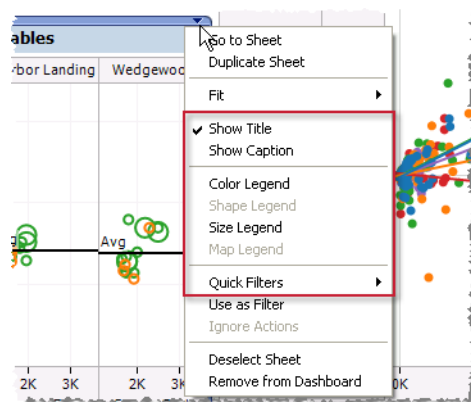 ables
rbor Landing
Wedgewoo
Avg
2K 3K
2K 3K
0K
Go to Sheet
Duplicate Sheet
Fit
Show Title
Show Caption
Color Legend
Shape Legend
Size Legend
Map Legend
Quick Filters
Use as Filter
Ignore Actions
Deselect Sheet
Remove from Dashboard